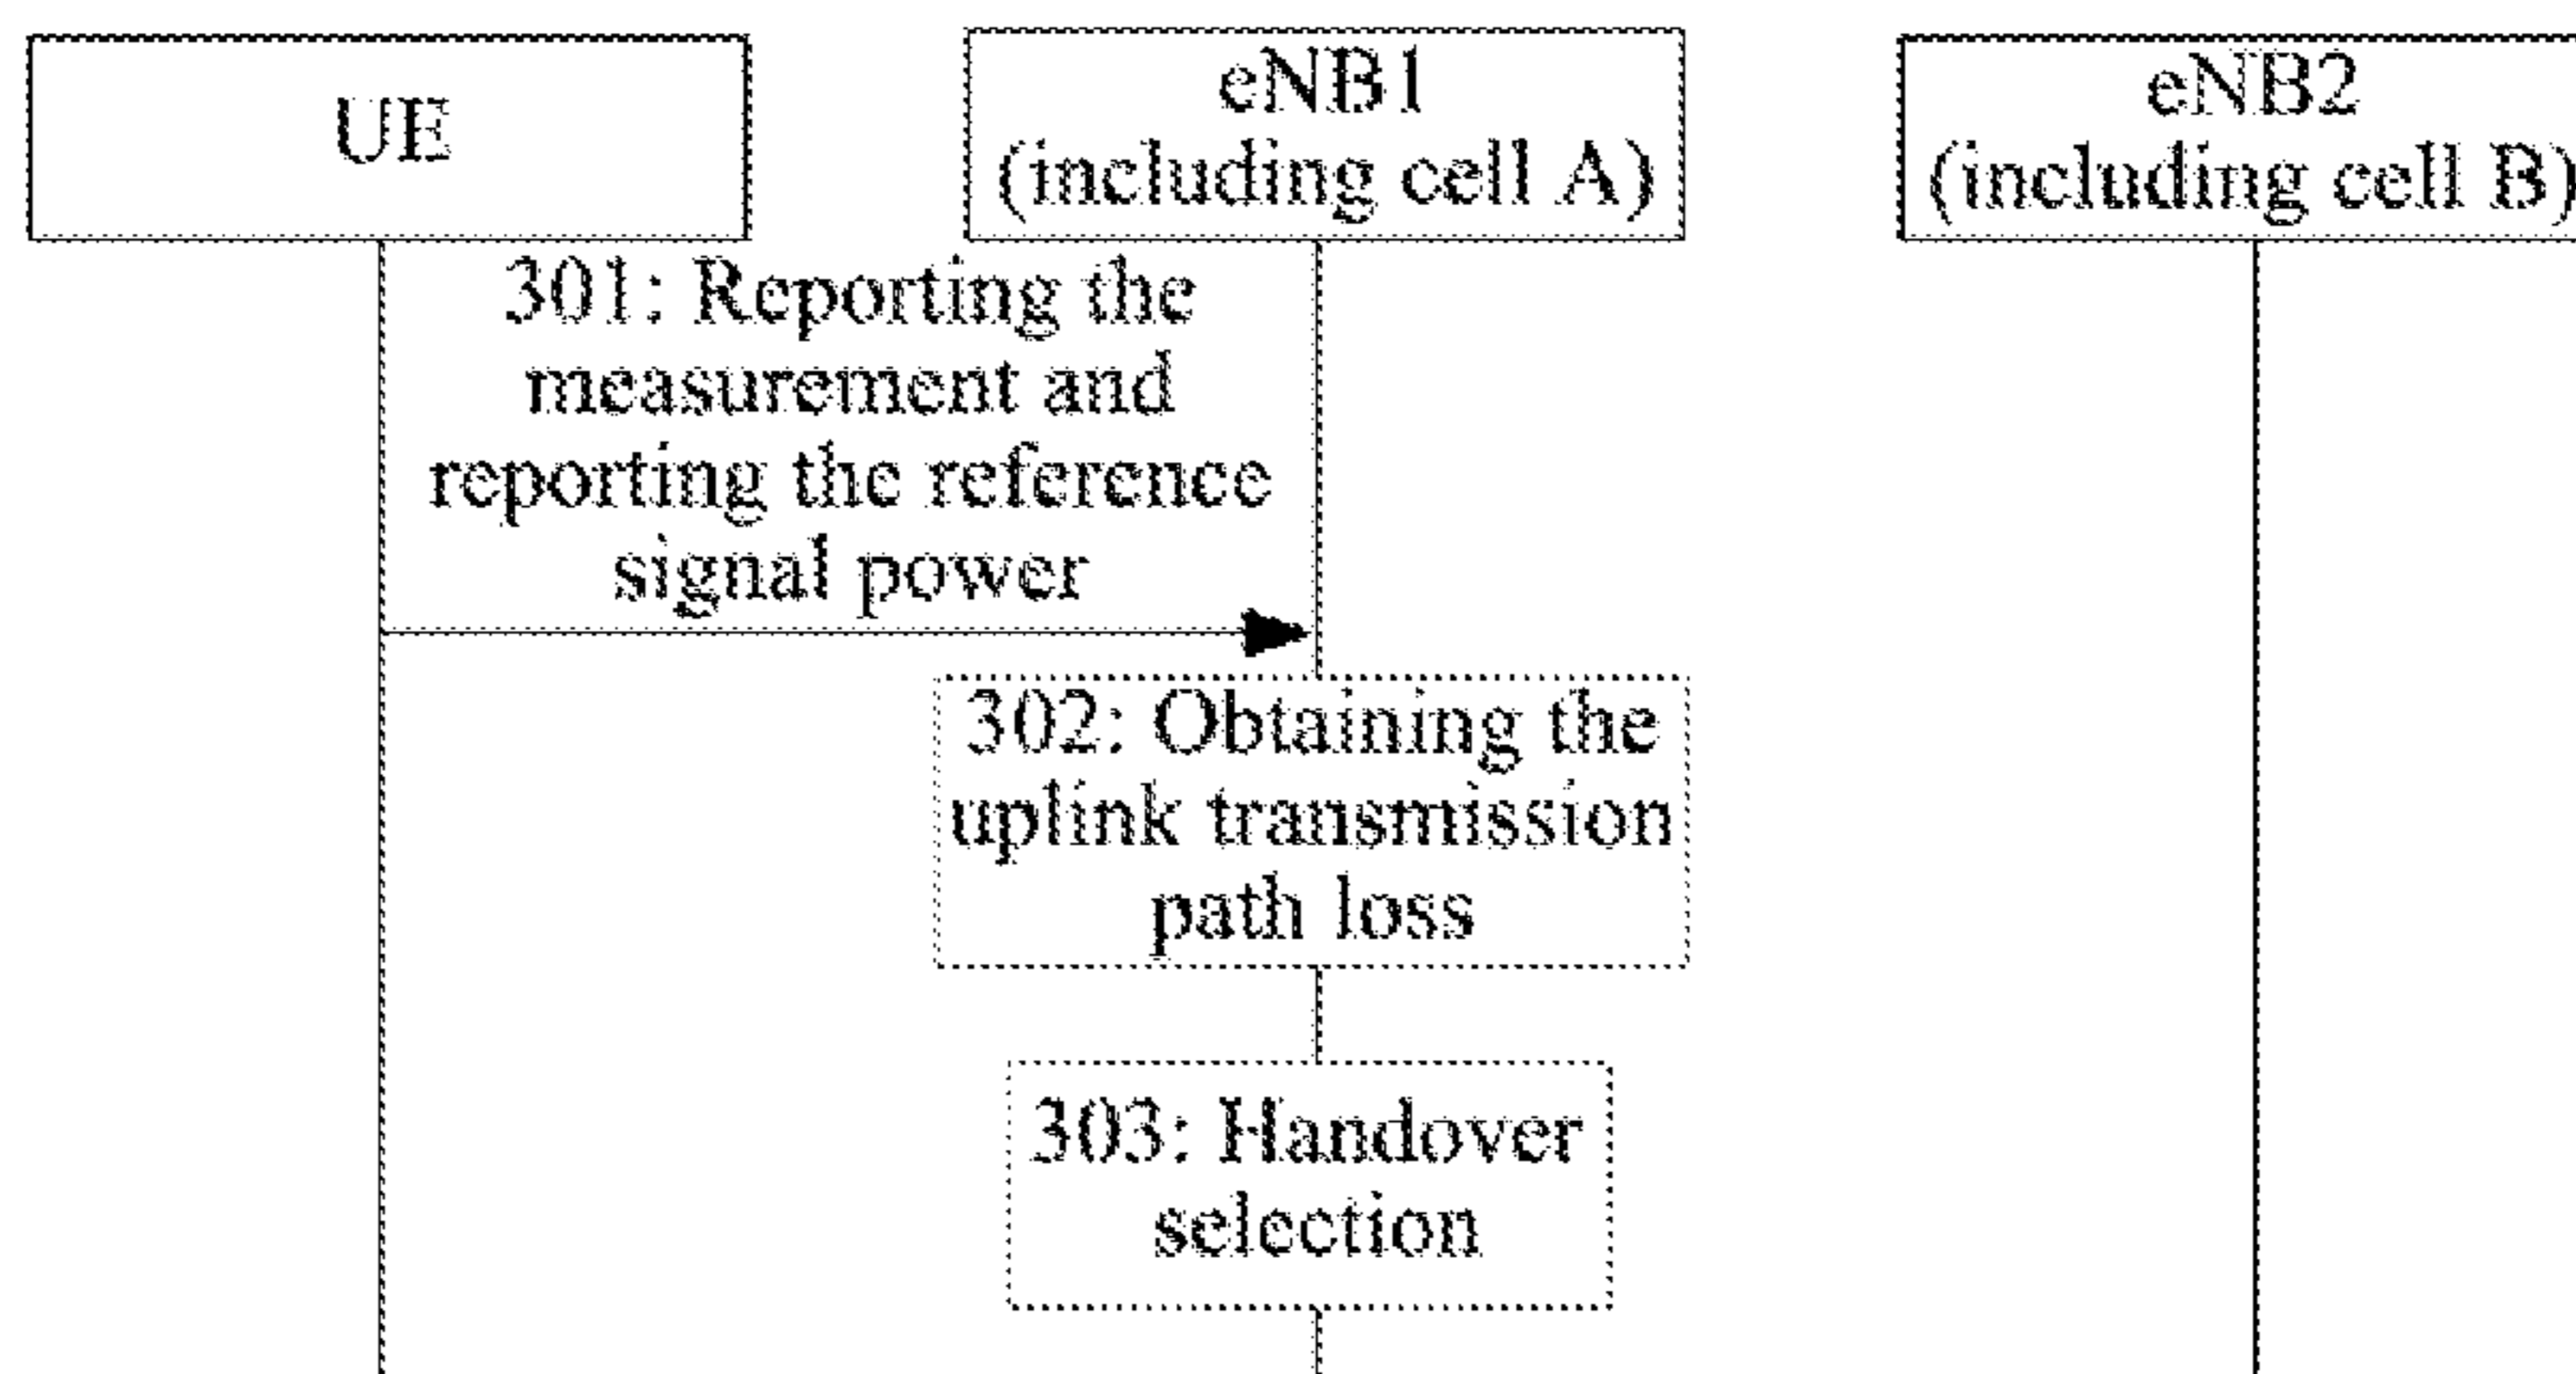 UE
eNB1
(including cell A)
eNB2
(including cell B)
301: Reporting the
measurement and
reporting the reference
signal power
302: Obtaining the
uplink transmission
path loss
303: Handover
selection